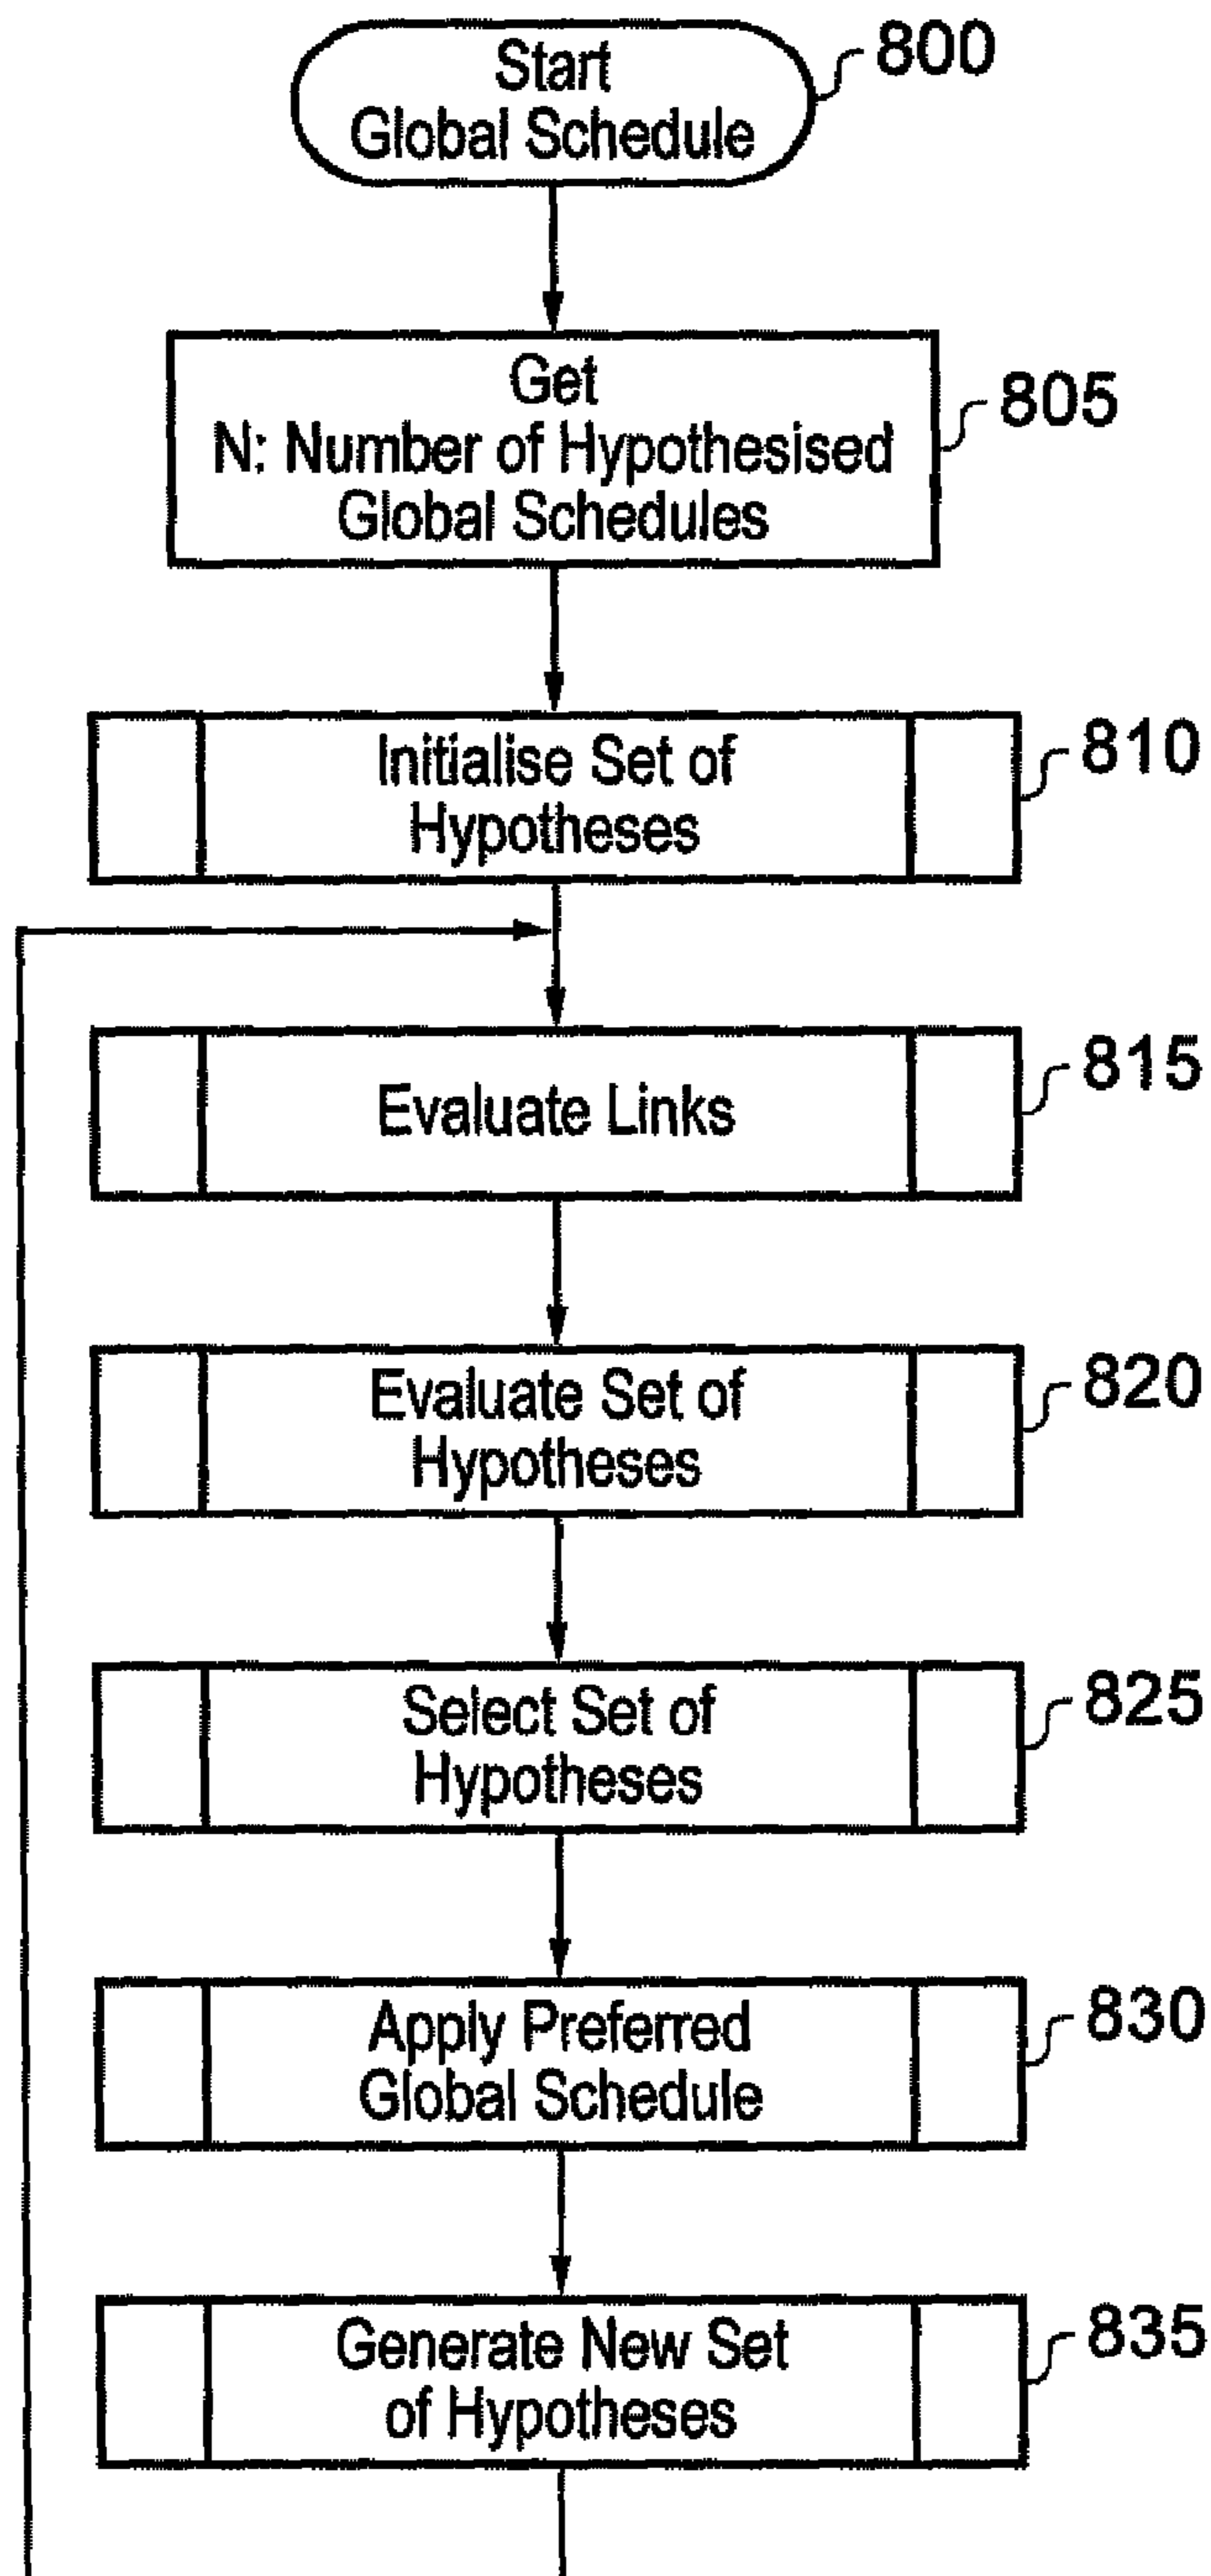 Start
Global Schedule
800
Get
N: Number of Hypothesised
Global Schedules
805
Initialise Set of
Hypotheses
810
Evaluate Links
815
Evaluate Set of
Hypotheses
820
Select Set of
Hypotheses
825
Apply Preferred
Global Schedule
830
Generate New Set
of Hypotheses
835